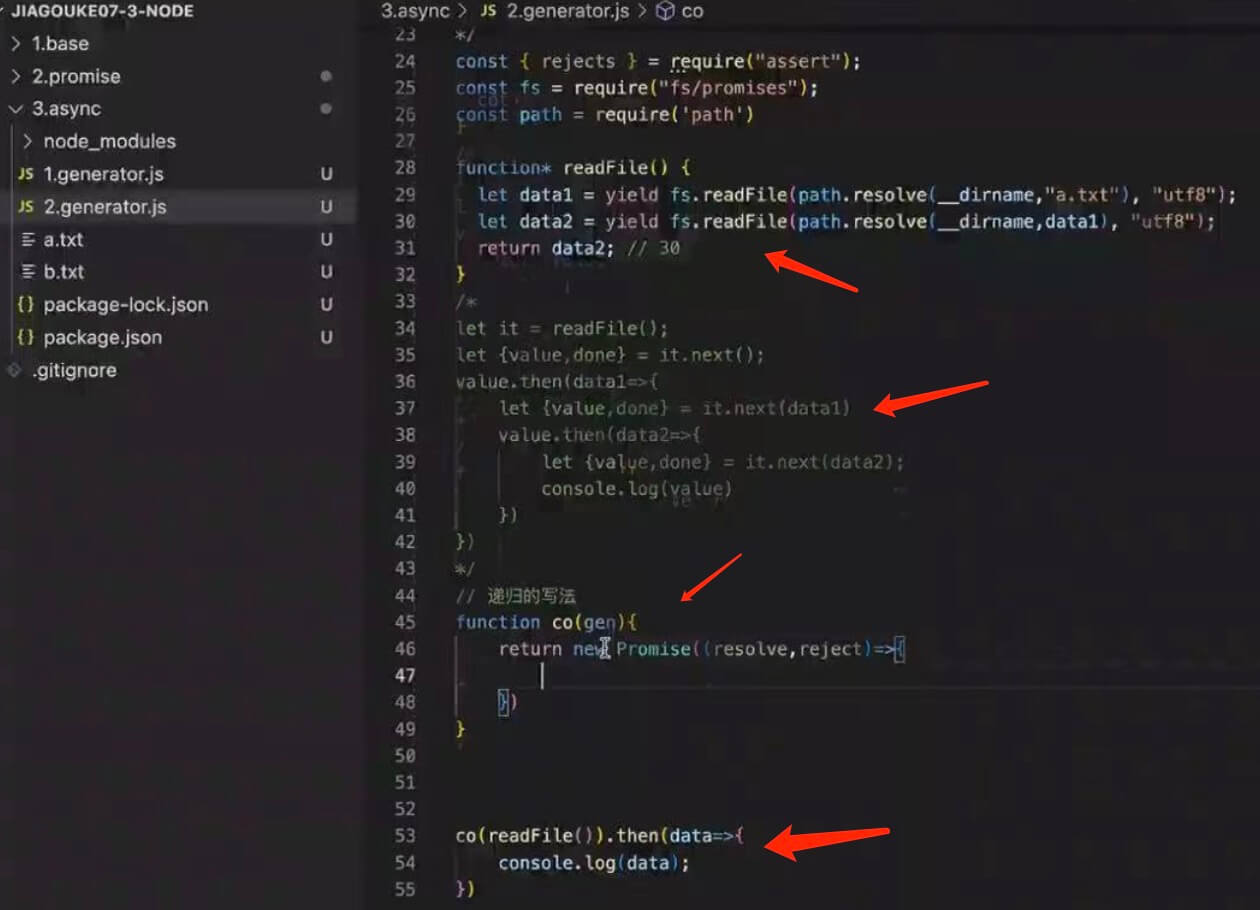 JIAGOUKE07-3-NODE
1.base
2.promise
3.async
node_modules
JS 1.generator.js U
JS 2.generator.js U
a.txt U
b.txt U
{} package-lock.json U
{} package.json U
.gitignore
3.async > JS 2.generator.js > co
23 */
24 const { rejects } = require("assert");
25 const fs = require("fs/promises");
26 const path = require('path')
27
28 function* readFile() {
29 let data1 = yield fs.readFile(path.resolve(__dirname,"a.txt"), "utf8");
30 let data2 = yield fs.readFile(path.resolve(__dirname,data1), "utf8");
31 return data2; // 30
32 }
33 /*
34 let it = readFile();
35 let {value,done} = it.next();
36 value.then(data1=>{
37 let {value,done} = it.next(data1)
38 value.then(data2=>{
39 let {value,done} = it.next(data2);
40 console.log(value)
41 })
42 })
43 */
44 // 递归的写法
45 function co(gen){
46 return new Promise((resolve,reject)=>{
47
48 })
49 }
50
51
52
53 co(readFile()).then(data=>{
54 console.log(data);
55 })